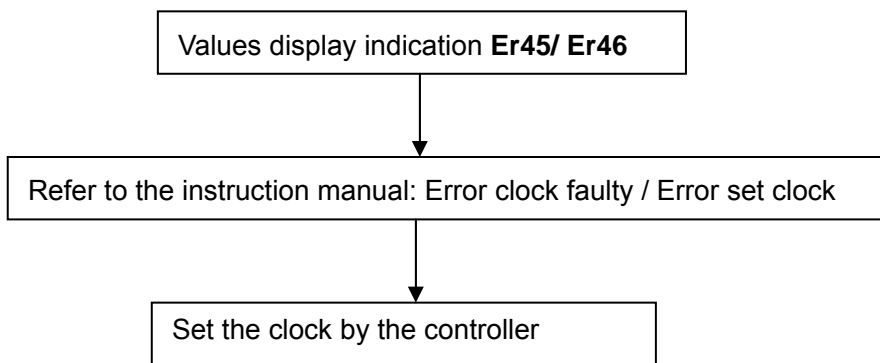 Values display indication Er45/ Er46
Refer to the instruction manual: Error clock faulty / Error set clock
Set the clock by the controller